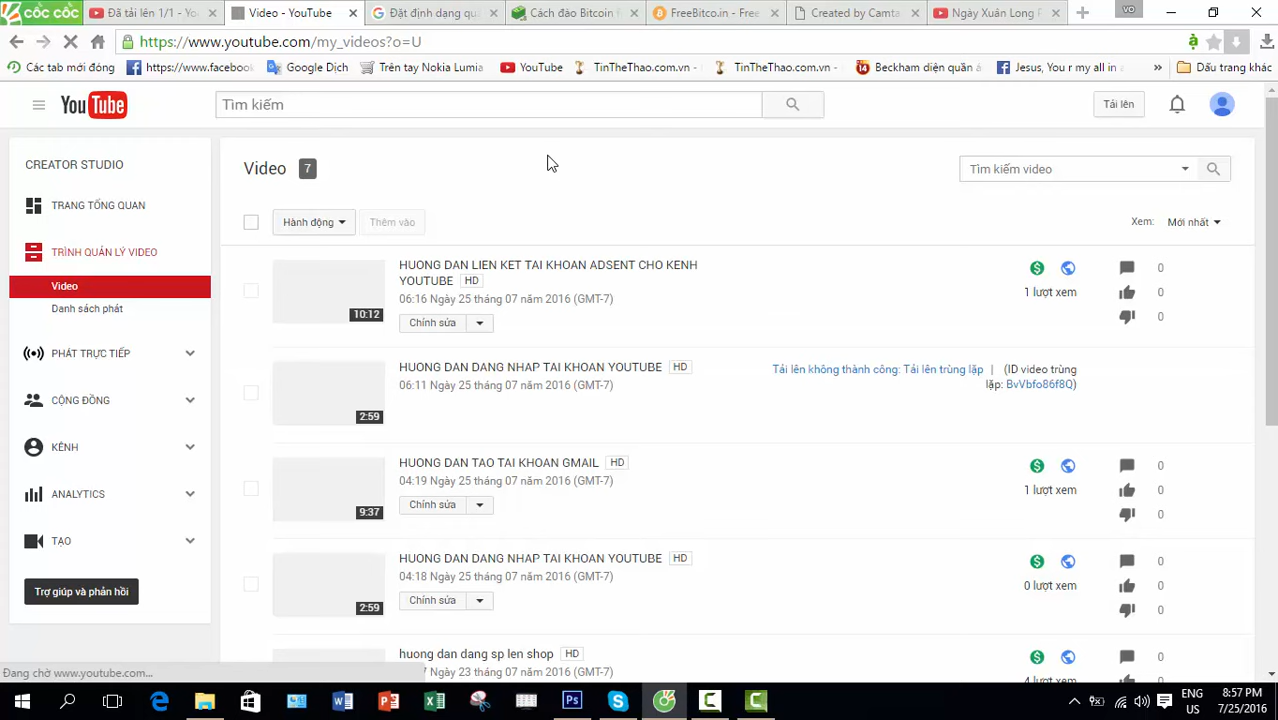 CỐC CỐC
Đã tải lên 1/1 - Yo
Video - YouTube
Đặt định dạng qu
Cách đào Bitcoin F
FreeBitco.in - Free
Created by Camta
Ngày Xuân Long P
VO
https://www.youtube.com/my_videos?o=U
Các tab mới đóng
https://www.facebook
Google Dịch
Trên tay Nokia Lumia
YouTube
TinTheThao.com.vn -
TinTheThao.com.vn -
Beckham diện quần á
Jesus, You r my all in
»
Dấu trang khác
YouTube
Tìm kiếm
Tải lên
CREATOR STUDIO
TRANG TỔNG QUAN
TRÌNH QUẢN LÝ VIDEO
Video
Danh sách phát
PHÁT TRỰC TIẾP
CỘNG ĐỒNG
KÊNH
ANALYTICS
TẠO
Trợ giúp và phản hồi
Video 7
Tìm kiếm video
Hành động
Thêm vào
Xem: Mới nhất
HUONG DAN LIEN KET TAI KHOAN ADSENT CHO KENH
YOUTUBE HD
06:16 Ngày 25 tháng 07 năm 2016 (GMT-7)
Chỉnh sửa
10:12
1 lượt xem
0
0
0
HUONG DAN DANG NHAP TAI KHOAN YOUTUBE HD
06:11 Ngày 25 tháng 07 năm 2016 (GMT-7)
2:59
Tải lên không thành công: Tải lên trùng lặp | (ID video trùng
lặp: BvVbfo86f8Q)
HUONG DAN TAO TAI KHOAN GMAIL HD
04:19 Ngày 25 tháng 07 năm 2016 (GMT-7)
Chỉnh sửa
9:37
1 lượt xem
0
0
0
HUONG DAN DANG NHAP TAI KHOAN YOUTUBE HD
04:18 Ngày 25 tháng 07 năm 2016 (GMT-7)
Chỉnh sửa
2:59
0 lượt xem
0
0
0
huong dan dang sp len shop HD
Ngày 23 tháng 07 năm 2016 (GMT-7)
4 lượt xem
0
0
Đang chờ www.youtube.com...
ENG
US
8:57 PM
7/25/2016